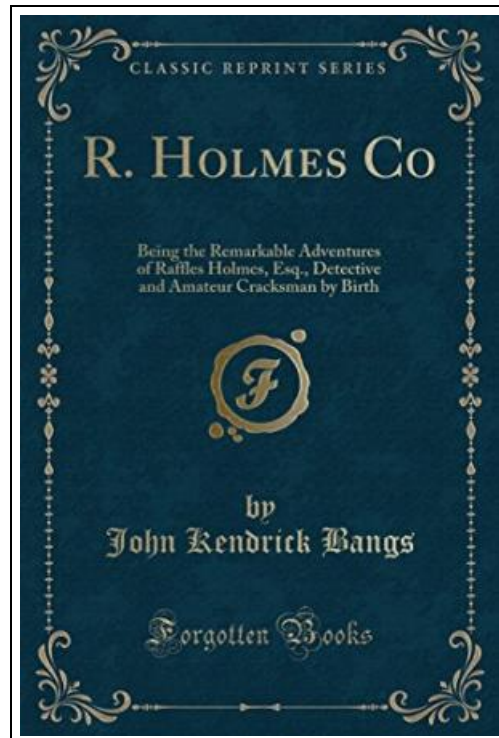 CLASSIC REPRINT SERIES
R. HOLMES CO
Being the Remarkable Adventures
of Raffles Holmes, Esq., Detective
and Amateur Cracksman by Birth
F
by
John Kendrick Bangs
Forgotten Books